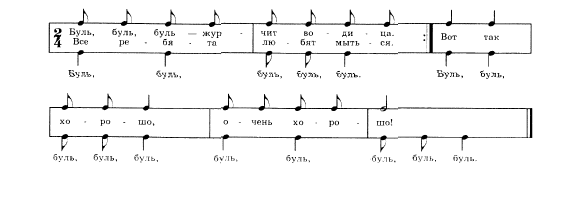 2 4
Буль, буль, буль — жур - чит во - ди - ца. Вот так
Все ре - бя - та лю - бят мыть - ся.
Буль, буль, буль, буль, буль. Буль, буль,
хо - ро - шо, о - чень хо - ро - шо!
буль, буль, буль, буль, буль, буль, буль, буль.